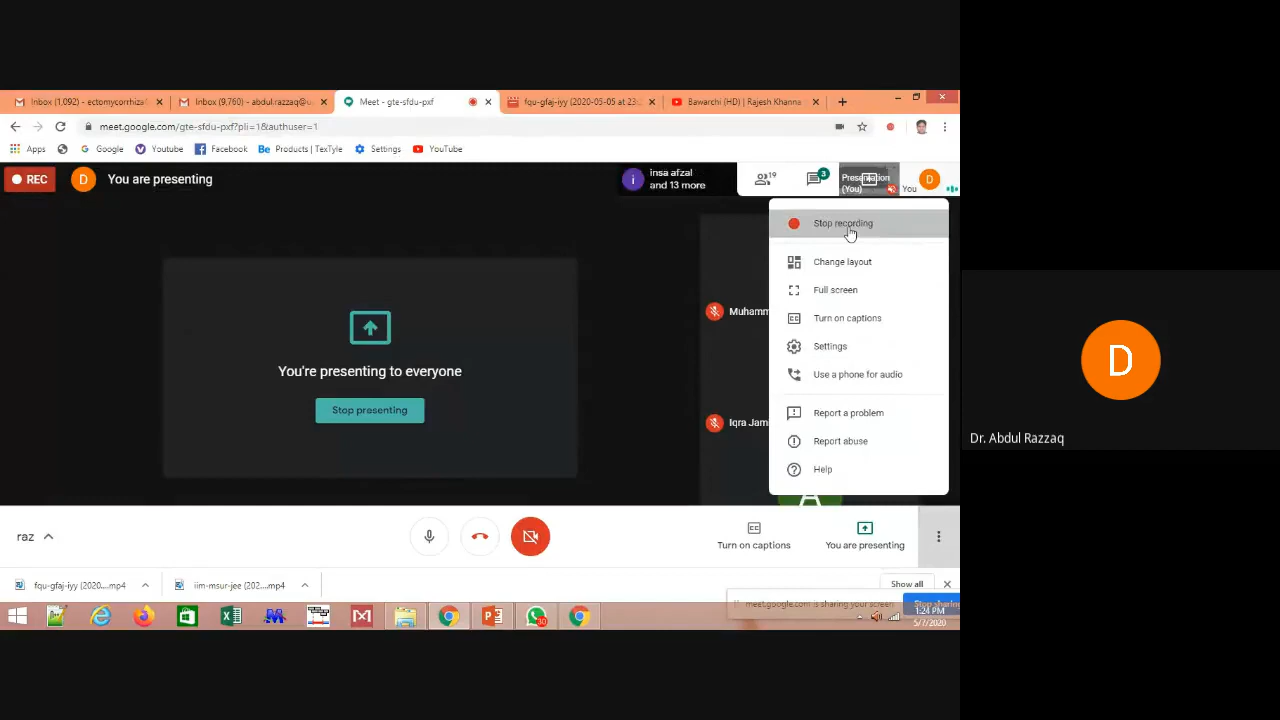 Inbox (1,092) - ectomycorrhiza
Inbox (9,760) - abdul.razzaq@u
Meet - gte-sfdu-pxf
fqu-gfaj-iyy (2020-05-05 at 23:
Bawarchi (HD) | Rajesh Khanna
meet.google.com/gte-sfdu-pxf?pli=1&authuser=1
Apps
Google
Youtube
Facebook
Be Products | TexTyle
Settings
YouTube
REC
D
You are presenting
i
insa afzal
and 13 more
19
3
Presentation
(You)
You
D
Stop recording
Change layout
Full screen
Turn on captions
Settings
Use a phone for audio
Report a problem
Report abuse
Help
You're presenting to everyone
Stop presenting
Muhamm
Iqra Jam
A
D
Dr. Abdul Razzaq
raz
Turn on captions
You are presenting
fqu-gfaj-iyy (2020....mp4
iim-msur-jee (202....mp4
Show all
meet.google.com is sharing your screen
Stop sharing
30
1:24 PM
5/7/2020